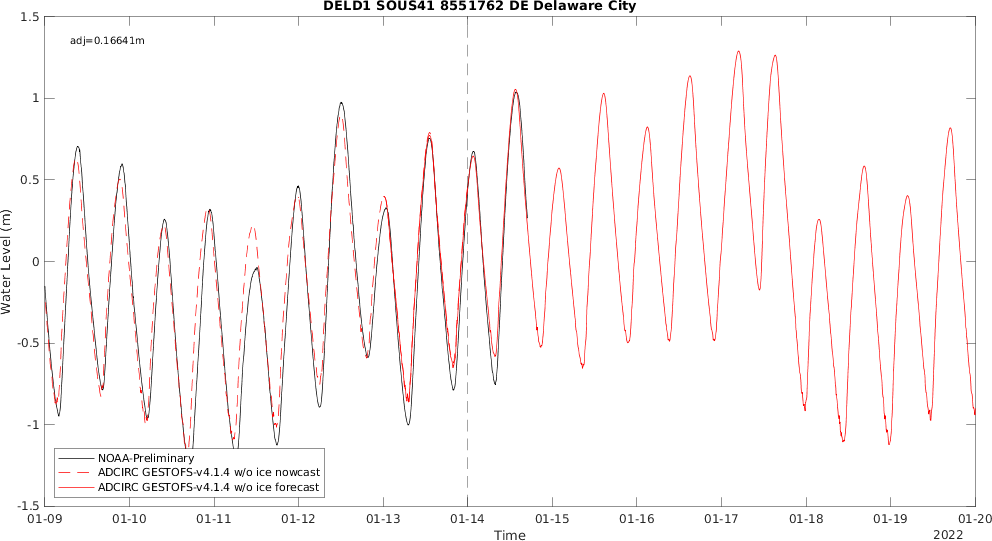 DELD1 SOUS41 8551762 DE Delaware City
adj=0.16641m
1.5
1
0.5
0
-0.5
-1
-1.5
Water Level (m)
NOAA-Preliminary
ADCIRC GESTOFS-v4.1.4 w/o ice nowcast
ADCIRC GESTOFS-v4.1.4 w/o ice forecast
01-09 01-10 01-11 01-12 01-13 01-14 01-15 01-16 01-17 01-18 01-19 01-20
Time
2022